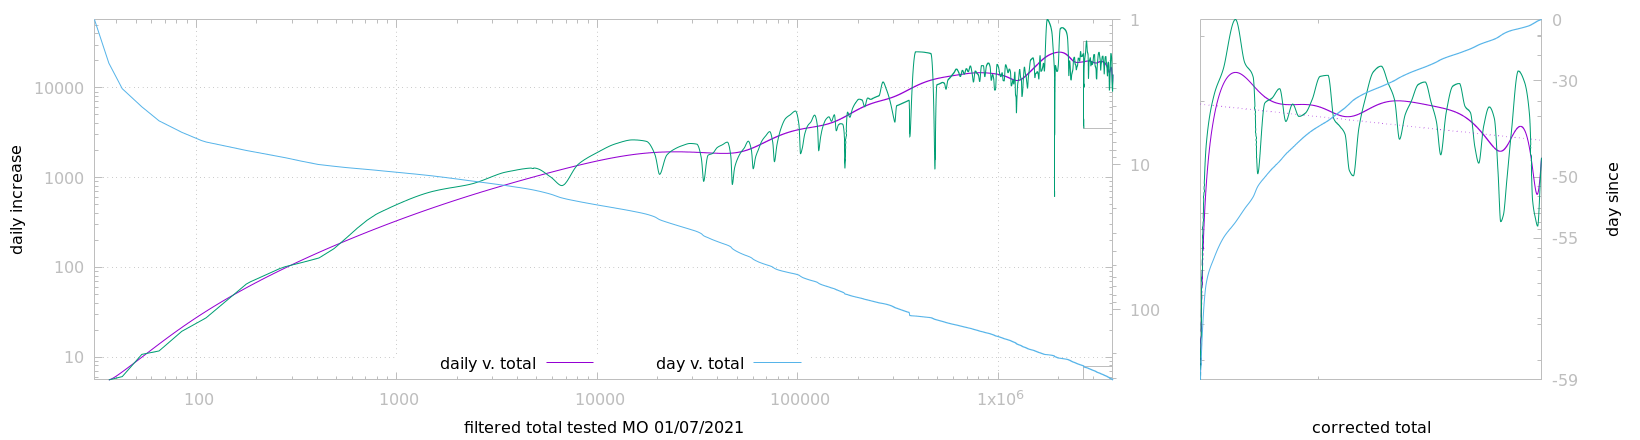 daily increase
10000
1000
100
10
100
1000
10000
100000
1x10⁶
1
10
100
daily v. total
day v. total
filtered total tested MO 01/07/2021
0
-30
-50
-55
-59
day since
corrected total